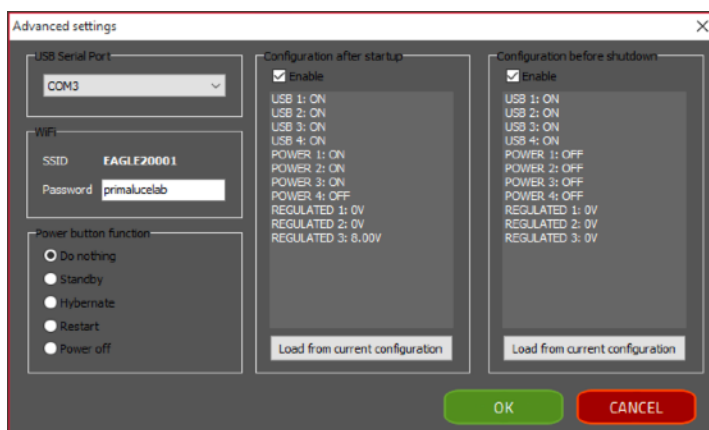 Advanced settings
USB Serial Port
COM3
WiFi
SSID EAGLE20001
Password primalucelab
Power button function
Do nothing
Standby
Hybernate
Restart
Power off
Configuration after startup
Enable
USB 1: ON
USB 2: ON
USB 3: ON
USB 4: ON
POWER 1: ON
POWER 2: ON
POWER 3: ON
POWER 4: OFF
REGULATED 1: 0V
REGULATED 2: 0V
REGULATED 3: 8.00V
Load from current configuration
Configuration before shutdown
Enable
USB 1: ON
USB 2: ON
USB 3: ON
USB 4: ON
POWER 1: OFF
POWER 2: OFF
POWER 3: OFF
POWER 4: OFF
REGULATED 1: 0V
REGULATED 2: 0V
REGULATED 3: 0V
Load from current configuration
OK
CANCEL